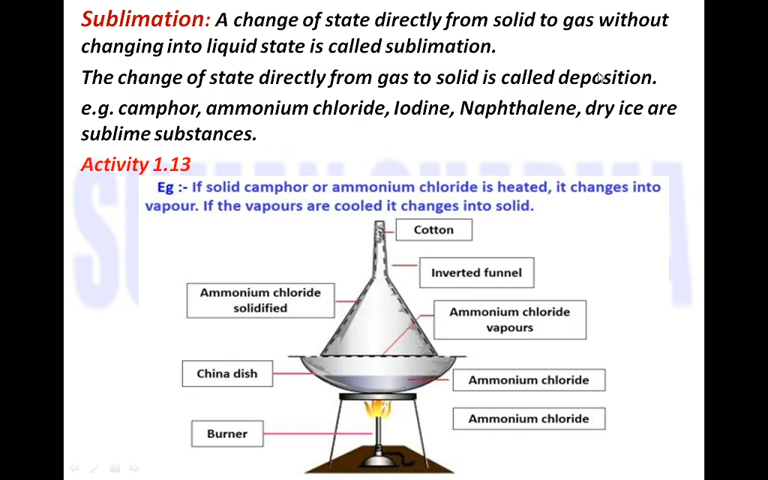 Sublimation: A change of state directly from solid to gas without
changing into liquid state is called sublimation.
The change of state directly from gas to solid is called deposition.
e.g. camphor, ammonium chloride, Iodine, Naphthalene, dry ice are
sublime substances.
Activity 1.13
Eg :- If solid camphor or ammonium chloride is heated, it changes into
vapour. If the vapours are cooled it changes into solid.
Cotton
Inverted funnel
Ammonium chloride
solidified
Ammonium chloride
vapours
China dish
Ammonium chloride
Ammonium chloride
Burner